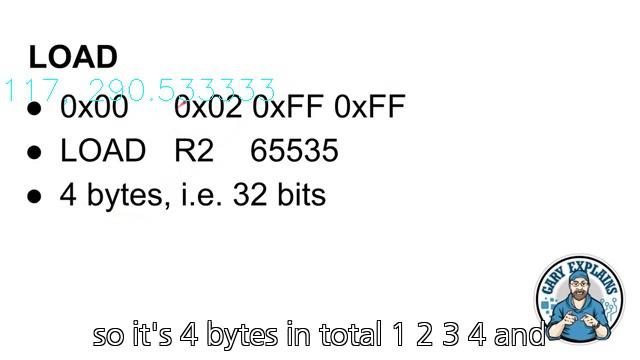 LOAD
117, 290.533333
● 0x00 0x02 0xFF 0xFF
● LOAD R2 65535
● 4 bytes, i.e. 32 bits
GARY EXPLAINS
so it's 4 bytes in total 1 2 3 4 and